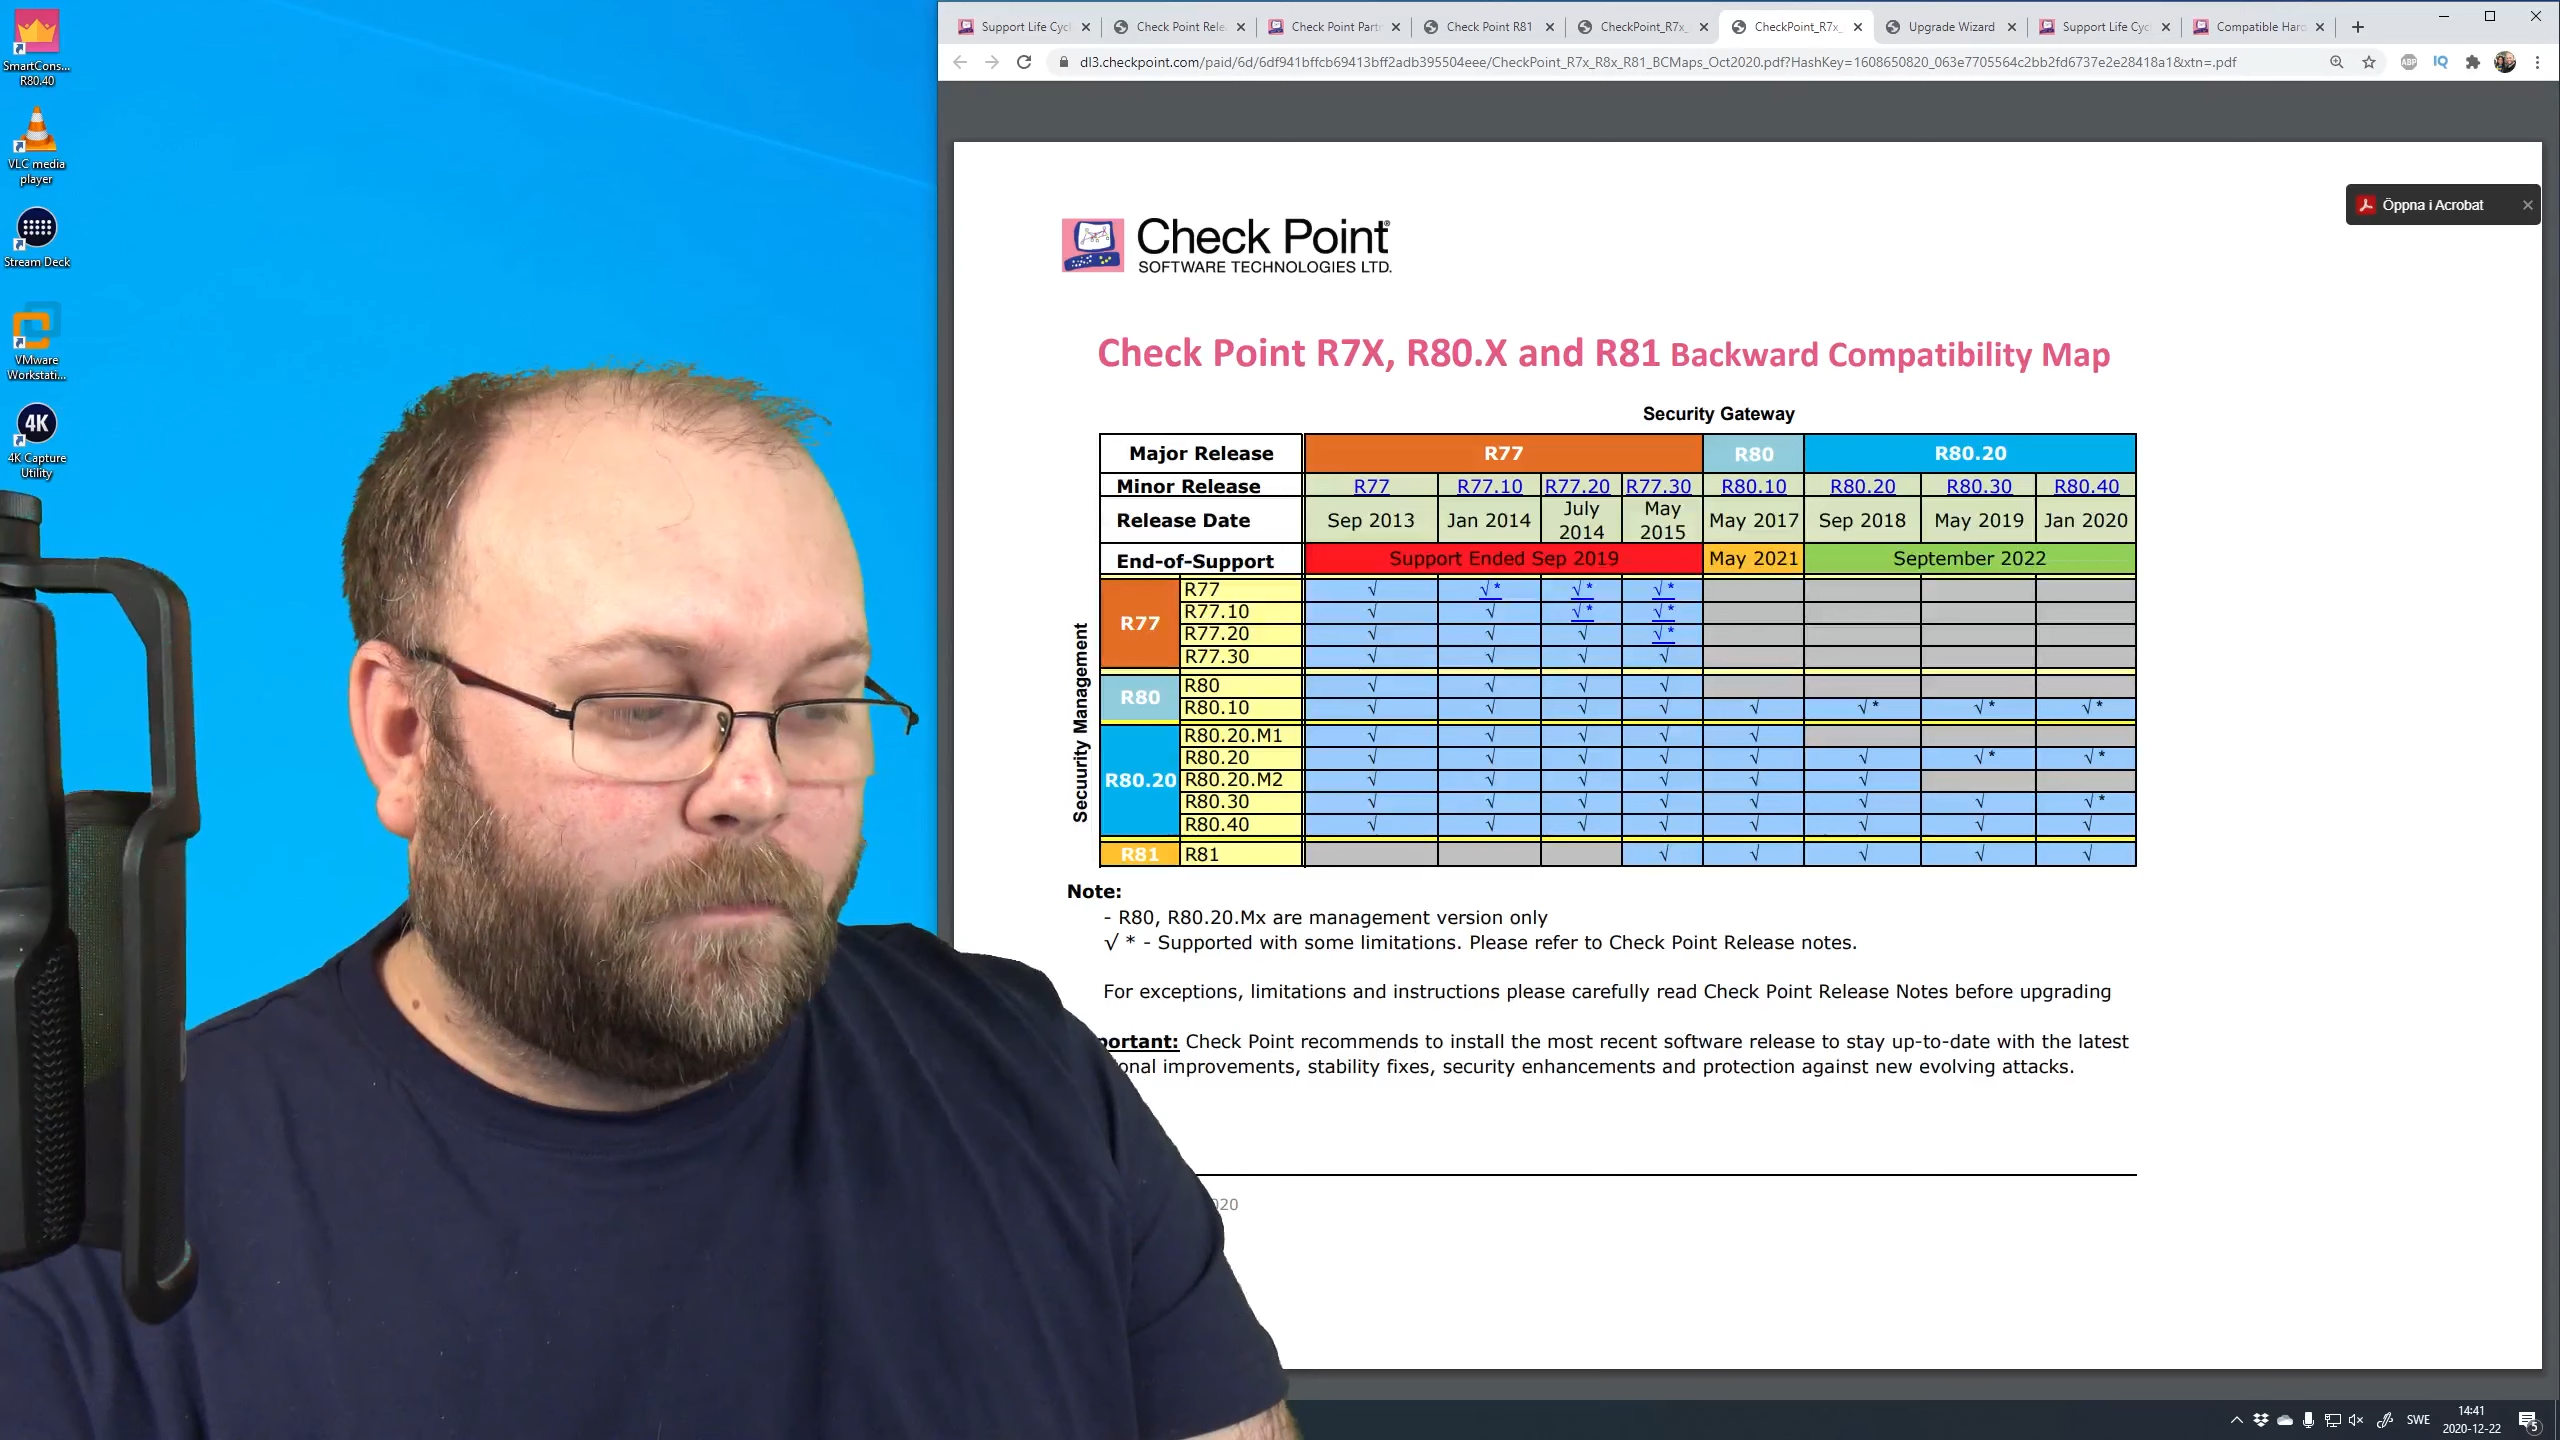 SmartCons...
R80.40
VLC media
player
Stream Deck
VMware
Workstati...
4K
4K Capture
Utility
Support Life Cycl
Check Point Rele
Check Point Part
Check Point R81
CheckPoint_R7x_
CheckPoint_R7x_
Upgrade Wizard
Support Life Cyc
Compatible Hard
dl3.checkpoint.com/paid/6d/6df941bffcb69413bff2adb395504eee/CheckPoint_R7x_R8x_R81_BCMaps_Oct2020.pdf?HashKey=1608650820_063e7705564c2bb2fd6737e2e28418a1&xtn=.pdf
ABP
IQ
Öppna i Acrobat
Check Point®
SOFTWARE TECHNOLOGIES LTD.
Check Point R7X, R80.X and R81 Backward Compatibility Map
Security Gateway
Major Release R77 R80 R80.20
Minor Release R77 R77.10 R77.20 R77.30 R80.10 R80.20 R80.30 R80.40
Release Date Sep 2013 Jan 2014 July 2014 May 2015 May 2017 Sep 2018 May 2019 Jan 2020
End-of-Support Support Ended Sep 2019 May 2021 September 2022
Secuurity Management
R77
R77 √ √* √* √*
R77.10 √ √ √* √*
R77.20 √ √ √ √*
R77.30 √ √ √ √
R80
R80 √ √ √ √
R80.10 √ √ √ √ √ √* √* √*
R80.20
R80.20.M1 √ √ √ √ √
R80.20 √ √ √ √ √ √ √* √*
R80.20.M2 √ √ √ √ √ √
R80.30 √ √ √ √ √ √ √ √*
R80.40 √ √ √ √ √ √ √ √
R81 R81 √ √ √ √ √
Note:
- R80, R80.20.Mx are management version only
√ * - Supported with some limitations. Please refer to Check Point Release notes.
For exceptions, limitations and instructions please carefully read Check Point Release Notes before upgrading
portant: Check Point recommends to install the most recent software release to stay up-to-date with the latest
onal improvements, stability fixes, security enhancements and protection against new evolving attacks.
020
SWE
14:41
2020-12-22
5